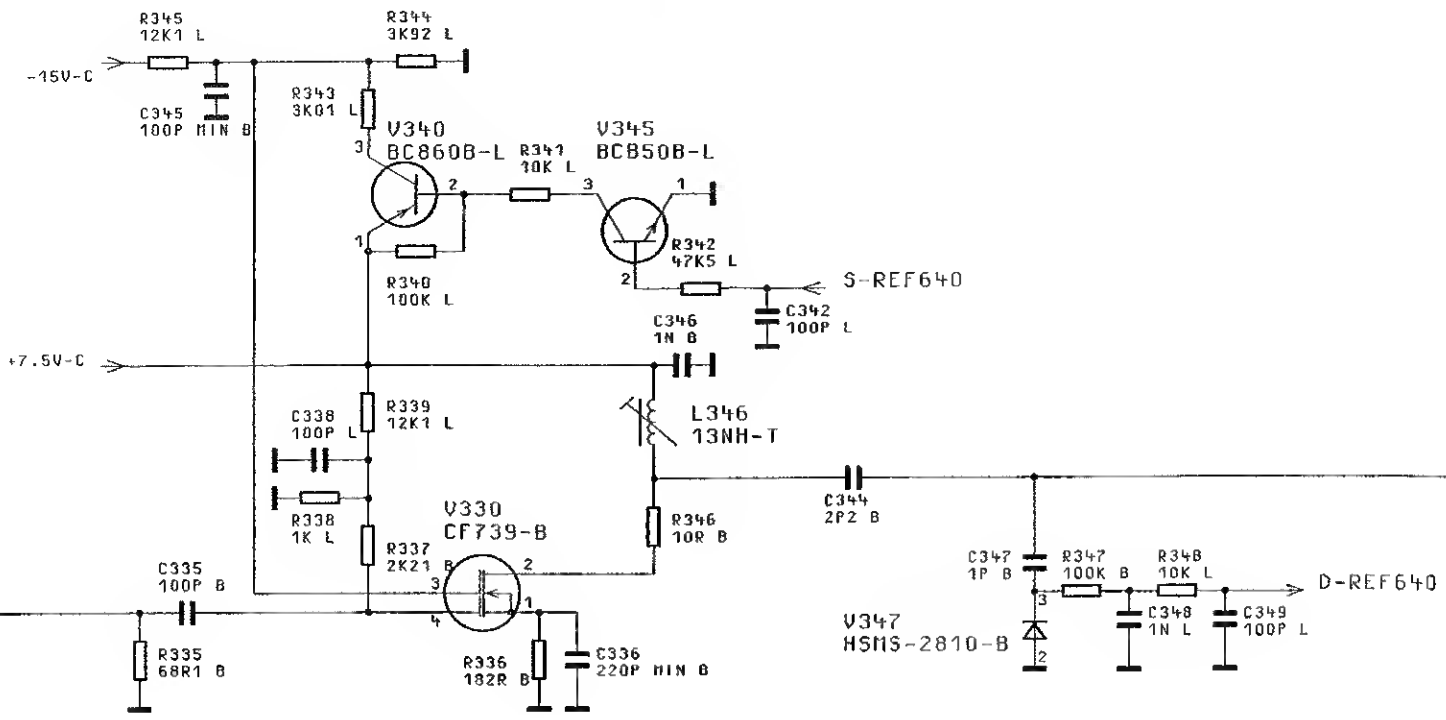 R345
12K1 L
R344
3K92 L
-15V-C
C345
100P MIN B
R343
3K01 L
V340
BC860B-L
3
2
1
R341
10K L
V345
BC850B-L
3
1
2
R340
100K L
R342
47K5 L
S-REF640
C342
100P L
C346
1N B
+7.5V-C
R339
12K1 L
C338
100P L
L346
13NH-T
R338
1K L
V330
CF739-B
R346
10R B
C344
2P2 B
R337
2K21 B
2
3
1
4
C335
100P B
C347
1P B
R347
100K B
R348
10K L
D-REF640
3
V347
HSMS-2810-B
2
C348
1N L
C349
100P L
R335
68R1 B
R336
182R B
C336
220P MIN B